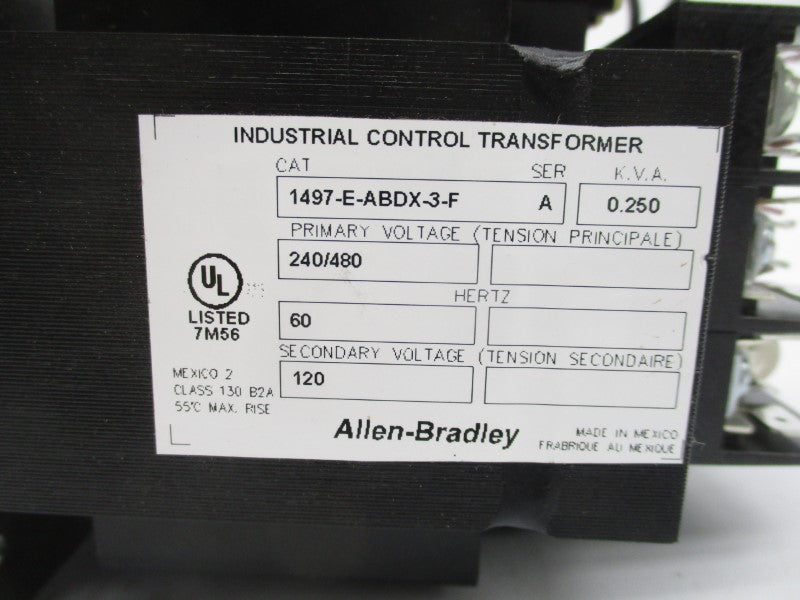 INDUSTRIAL CONTROL TRANSFORMER
CAT SER K.V.A.
1497-E-ABDX-3-F A 0.250
PRIMARY VOLTAGE (TENSION PRINCIPALE)
240/480
HERTZ
60
SECONDARY VOLTAGE (TENSION SECONDAIRE)
120
UL
LISTED
7M56
MEXICO 2
CLASS 130 B2A
55°C MAX. RISE
Allen-Bradley
MADE IN MEXICO
FRABRIQUE AU MEXIQUE